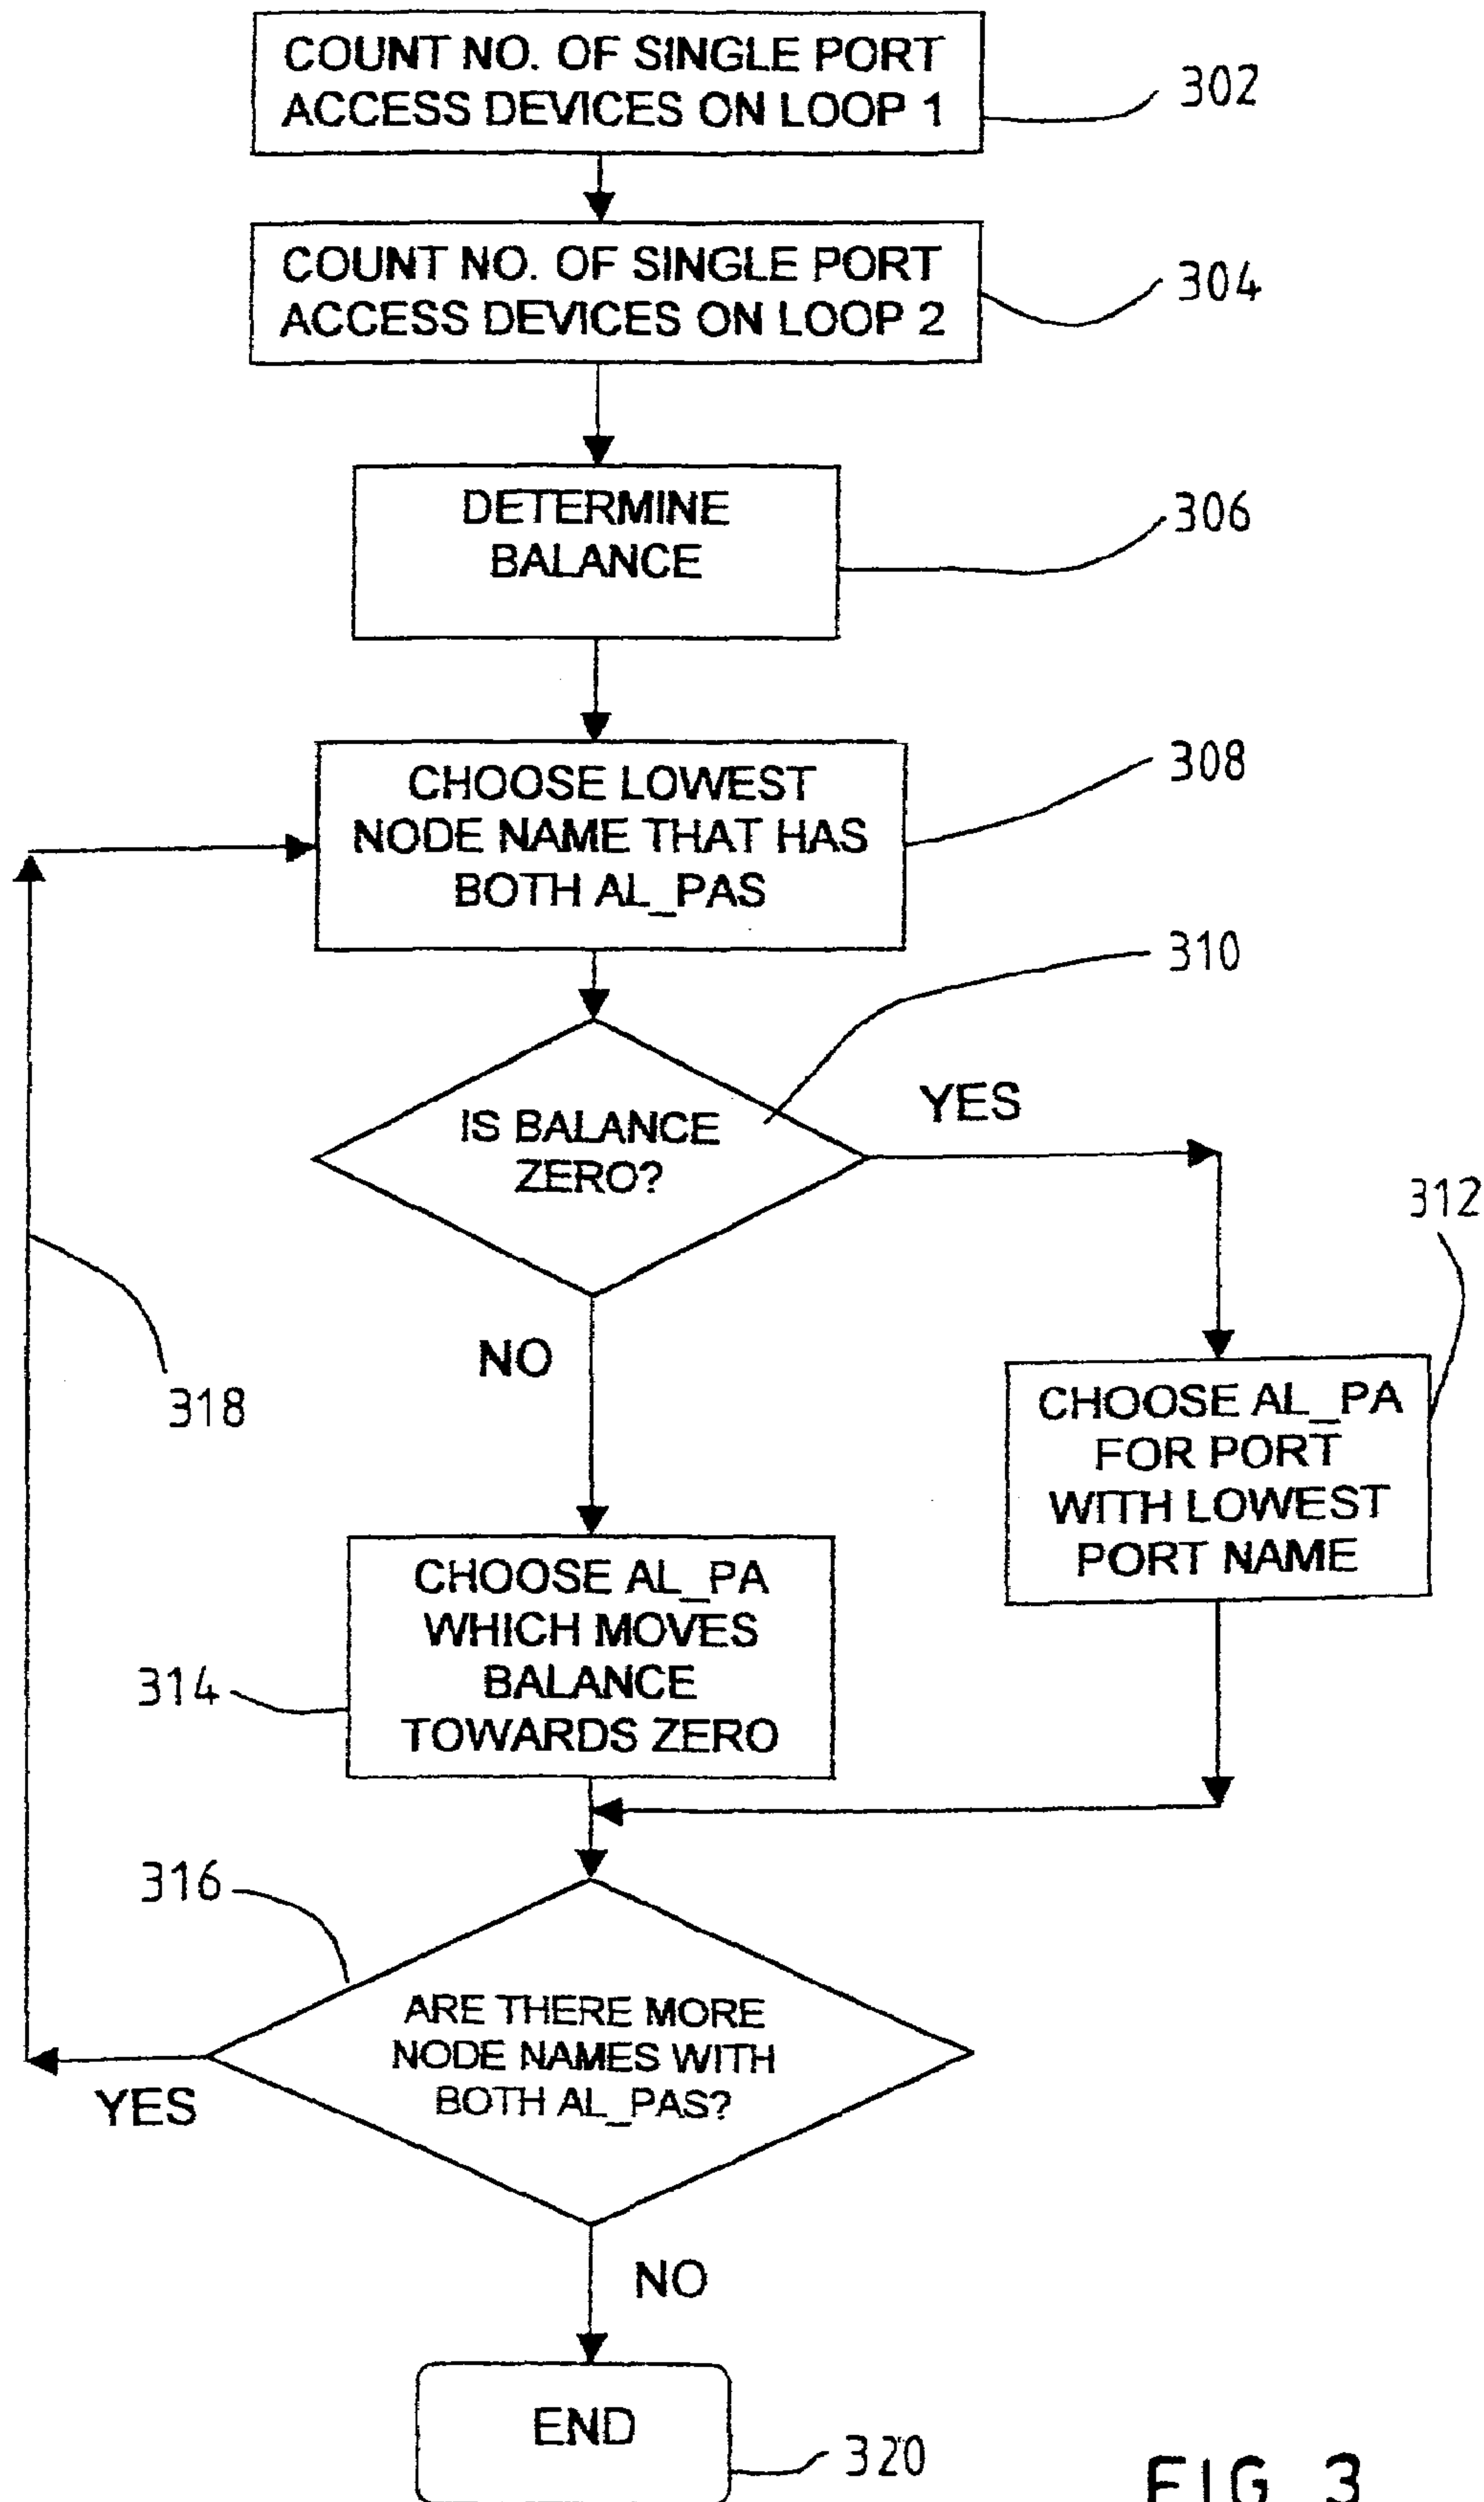 COUNT NO. OF SINGLE PORT
ACCESS DEVICES ON LOOP 1
302
COUNT NO. OF SINGLE PORT
ACCESS DEVICES ON LOOP 2
304
DETERMINE
BALANCE
306
CHOOSE LOWEST
NODE NAME THAT HAS
BOTH AL_PAS
308
310
IS BALANCE
ZERO?
YES
312
NO
318
CHOOSE AL_PA
FOR PORT
WITH LOWEST
PORT NAME
CHOOSE AL_PA
WHICH MOVES
BALANCE
TOWARDS ZERO
314
316
ARE THERE MORE
NODE NAMES WITH
BOTH AL_PAS?
YES
NO
END
320
FIG. 3